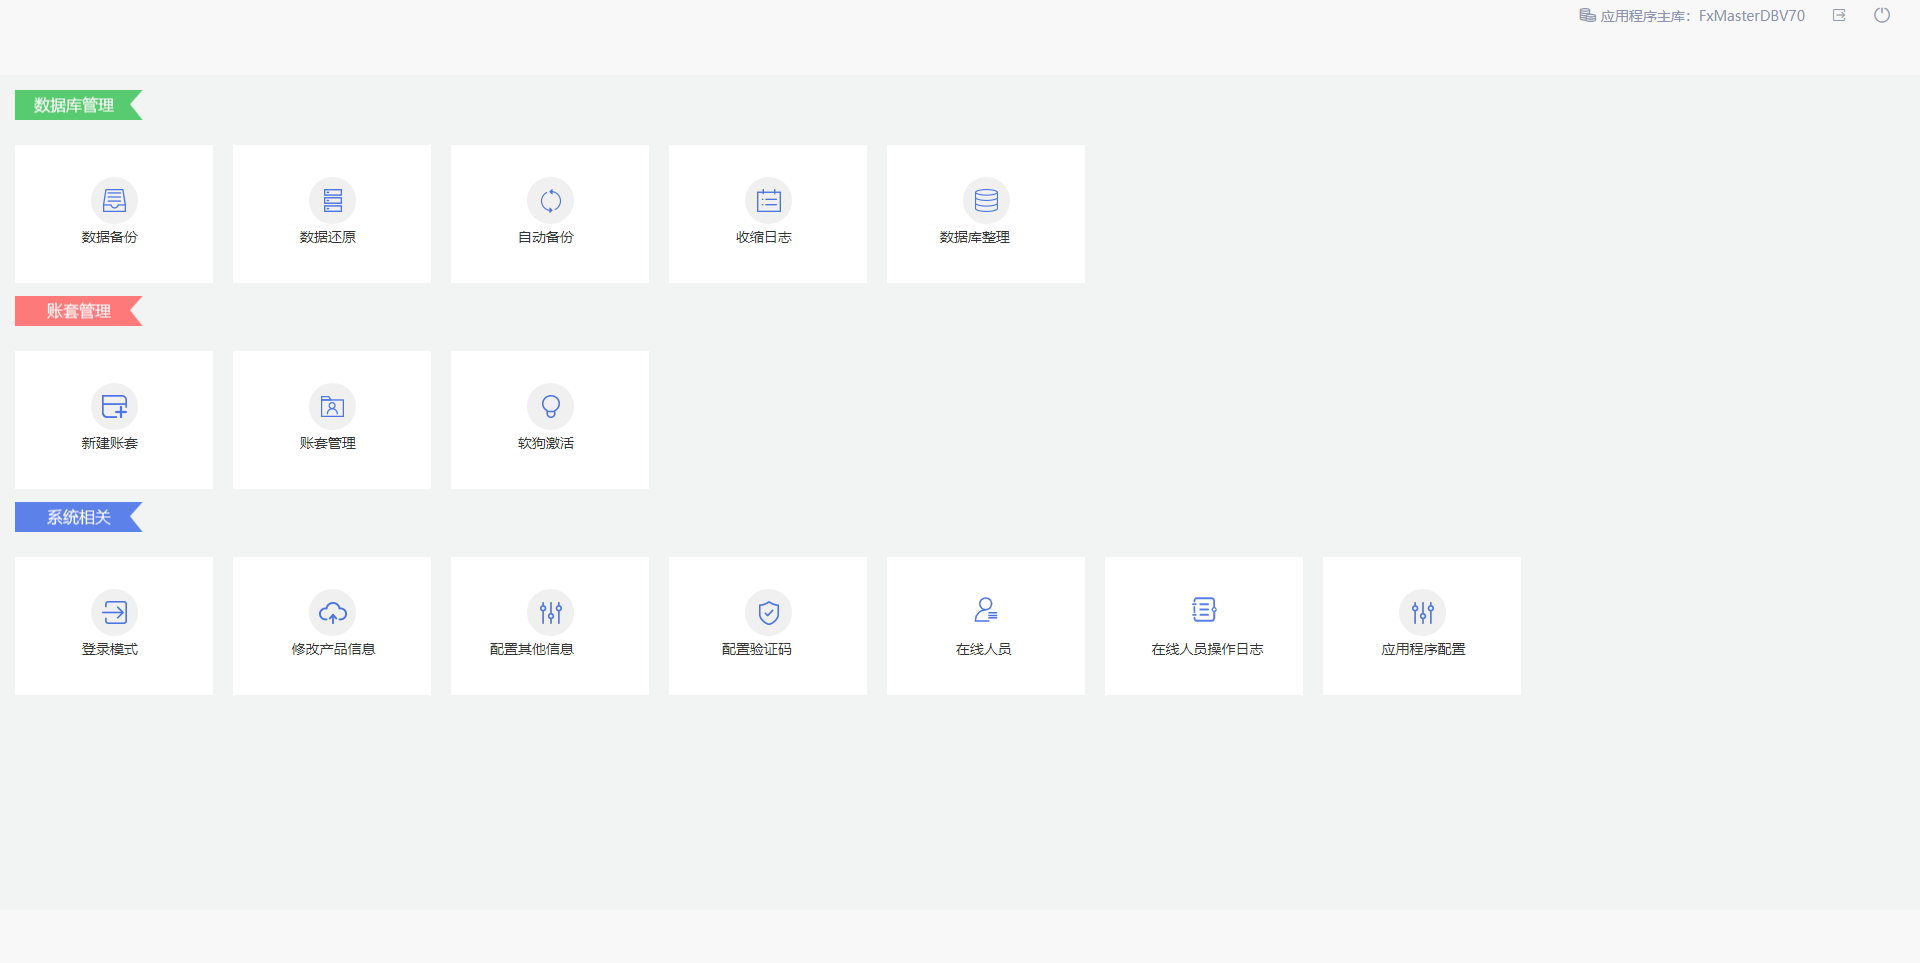 应用程序主库：FxMasterDBV70
数据库管理
数据备份
数据还原
自动备份
收缩日志
数据库整理
账套管理
新建账套
账套管理
软狗激活
系统相关
登录模式
修改产品信息
配置其他信息
配置验证码
在线人员
在线人员操作日志
应用程序配置